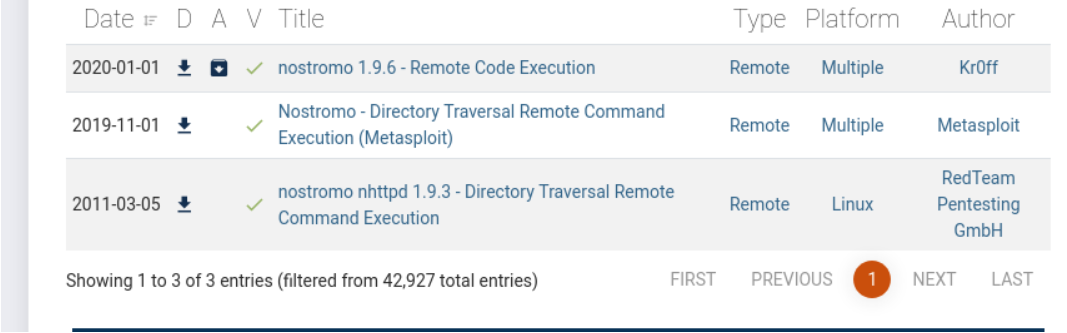 Date D A V Title Type Platform Author
2020-01-01 nostromo 1.9.6 - Remote Code Execution Remote Multiple Kr0ff
2019-11-01 Nostromo - Directory Traversal Remote Command Execution (Metasploit) Remote Multiple Metasploit
2011-03-05 nostromo nhttpd 1.9.3 - Directory Traversal Remote Command Execution Remote Linux RedTeam Pentesting GmbH
Showing 1 to 3 of 3 entries (filtered from 42,927 total entries) FIRST PREVIOUS 1 NEXT LAST